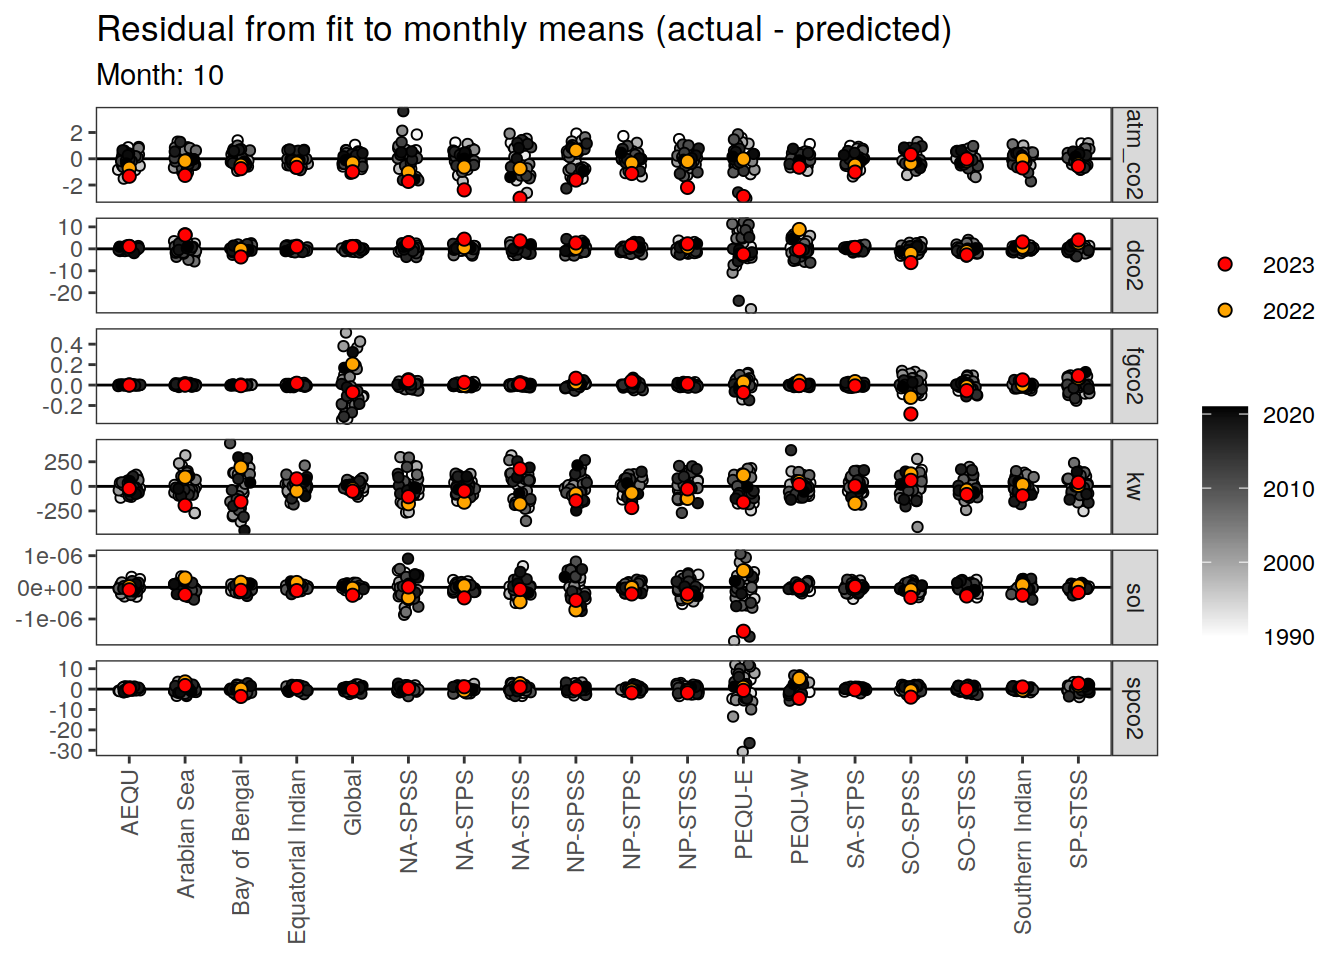 Residual from fit to monthly means (actual - predicted)
Month: 10
2
0
-2
atm_co2
10
0
-10
-20
dco2
0.4
0.2
0.0
-0.2
fgco2
250
0
-250
kw
1e-06
0e+00
-1e-06
sol
10
0
-10
-20
-30
spco2
AEQU
Arabian Sea
Bay of Bengal
Equatorial Indian
Global
NA-SPSS
NA-STPS
NA-STSS
NP-SPSS
NP-STPS
NP-STSS
PEQU-E
PEQU-W
SA-STPS
SO-SPSS
SO-STSS
Southern Indian
SP-STSS
2023
2022
2020
2010
2000
1990